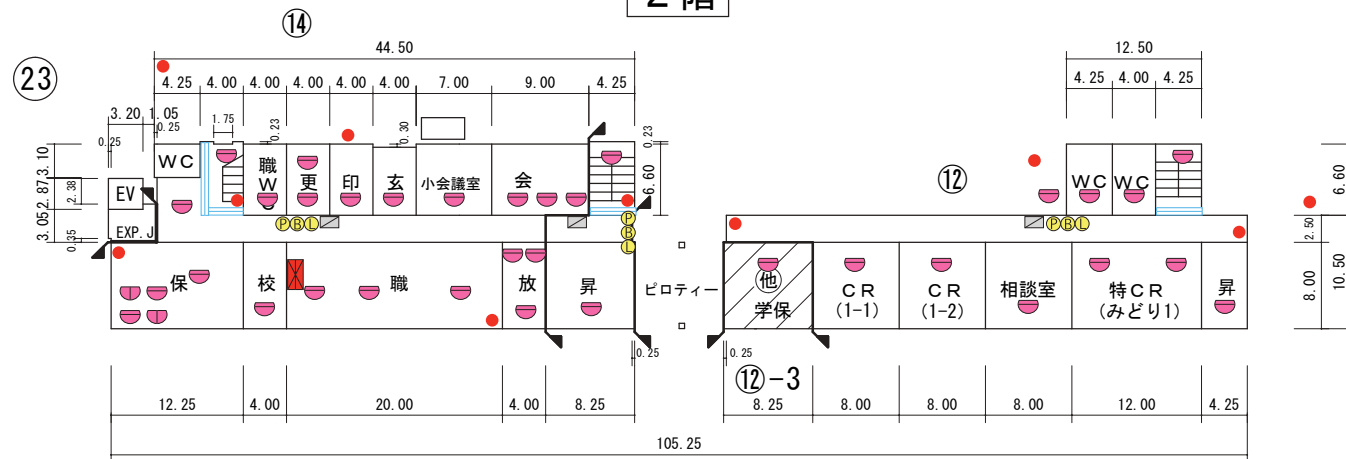 2階
⑭
44.50
12.50
㉓
4.25 4.00 4.00 4.00 4.00 4.00 7.00 9.00 4.25
4.25 4.00 4.25
3.20 1.05
0.25
1.75
0.23
0.30
0.23
0.25
3.10
2.87
2.38
3.05
0.35
WC
職WC
更
印
玄
小会議室
会
6.60
EV
EXP.J
⑫
WC
WC
6.60
2.50
8.00
10.50
P B L
P
B
L
P B L
保
校
職
放
昇
ピロティー
他
学保
CR
(1-1)
CR
(1-2)
相談室
特CR
(みどり1)
昇
0.25
0.25
⑫-3
12.25 4.00 20.00 4.00 8.25
8.25 8.00 8.00 8.00 12.00 4.25
105.25